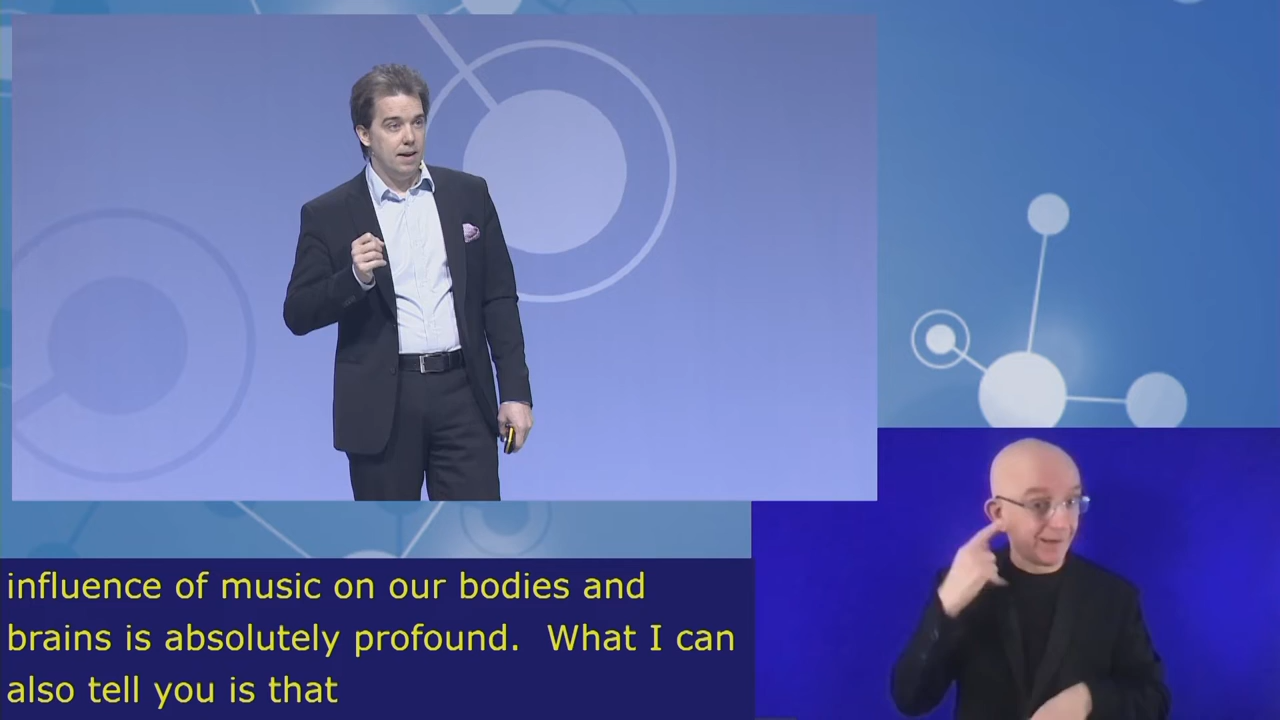 influence of music on our bodies and
brains is absolutely profound.  What I can
also tell you is that